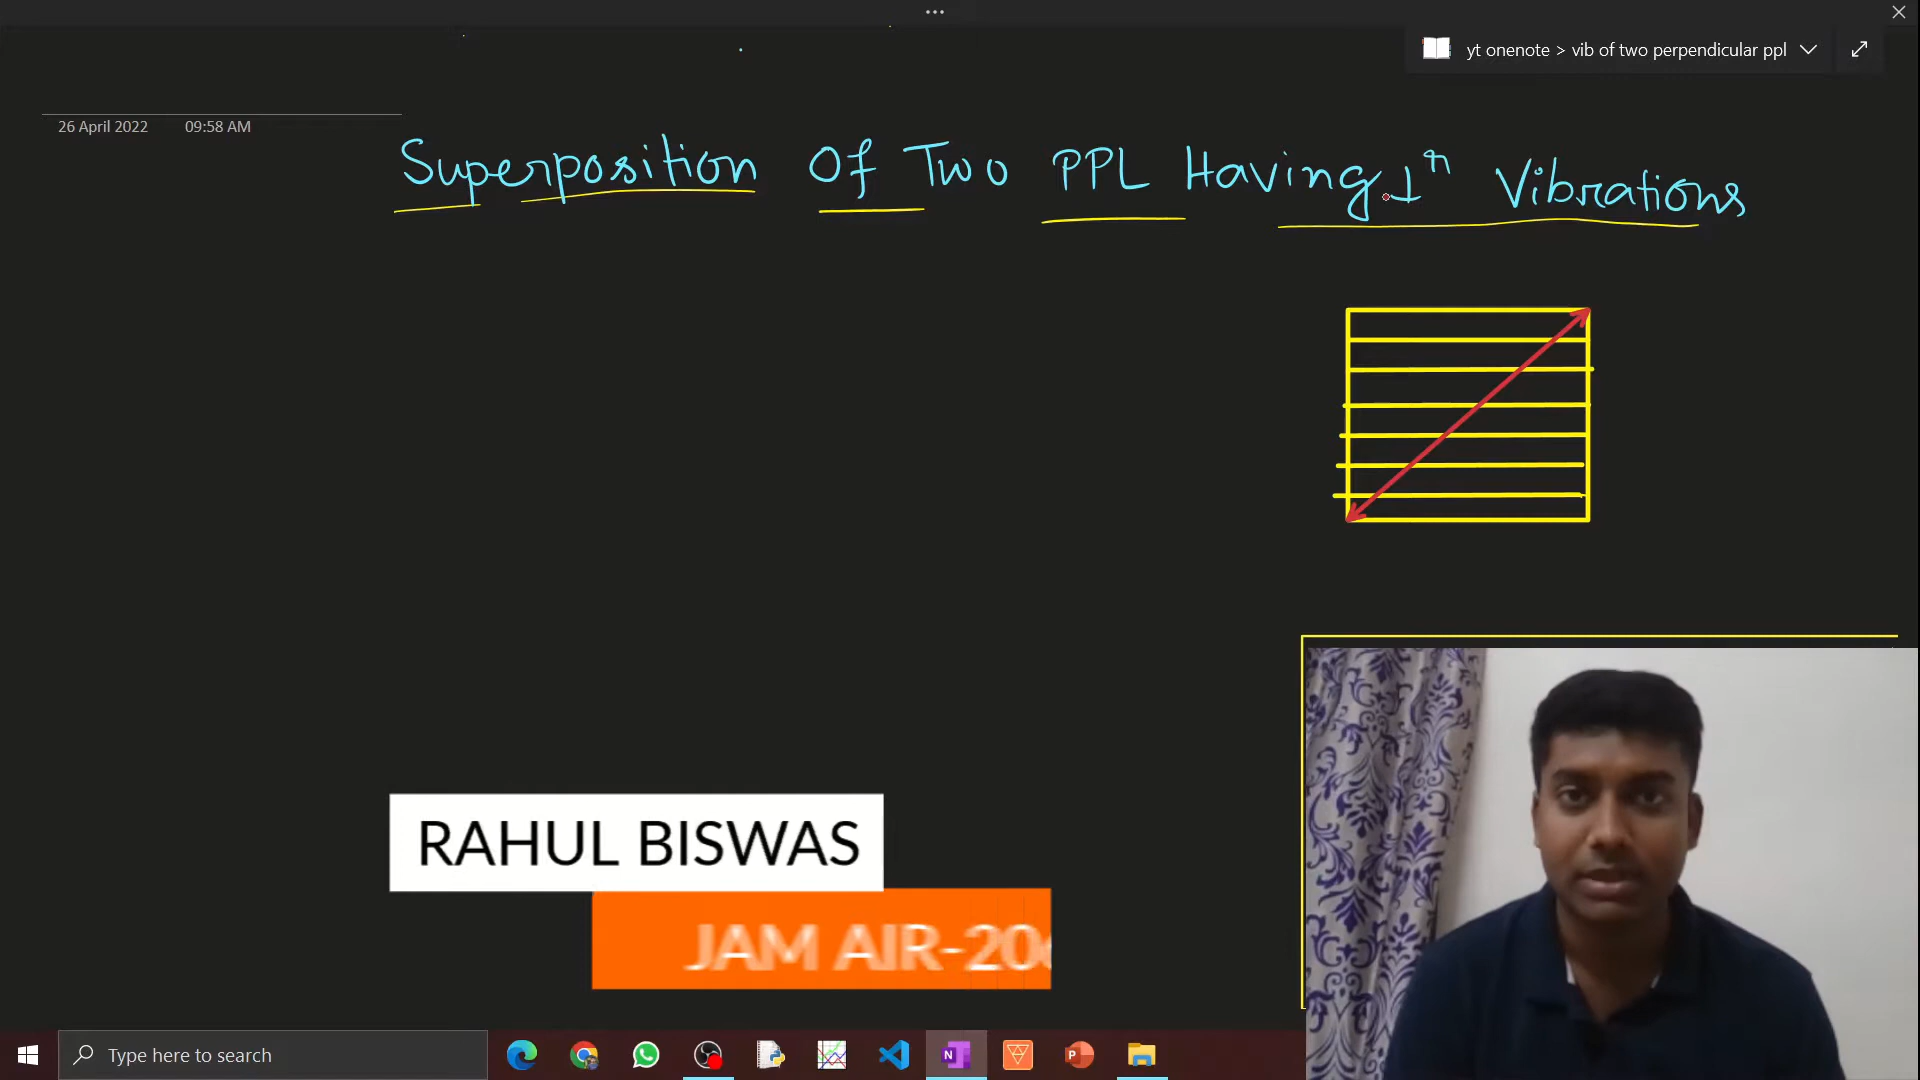 yt onenote > vib of two perpendicular ppl
26 April 2022 09:58 AM
Superposition Of Two PPL Having ⊥ⁿ Vibrations
RAHUL BISWAS
JAM AIR-206
Type here to search